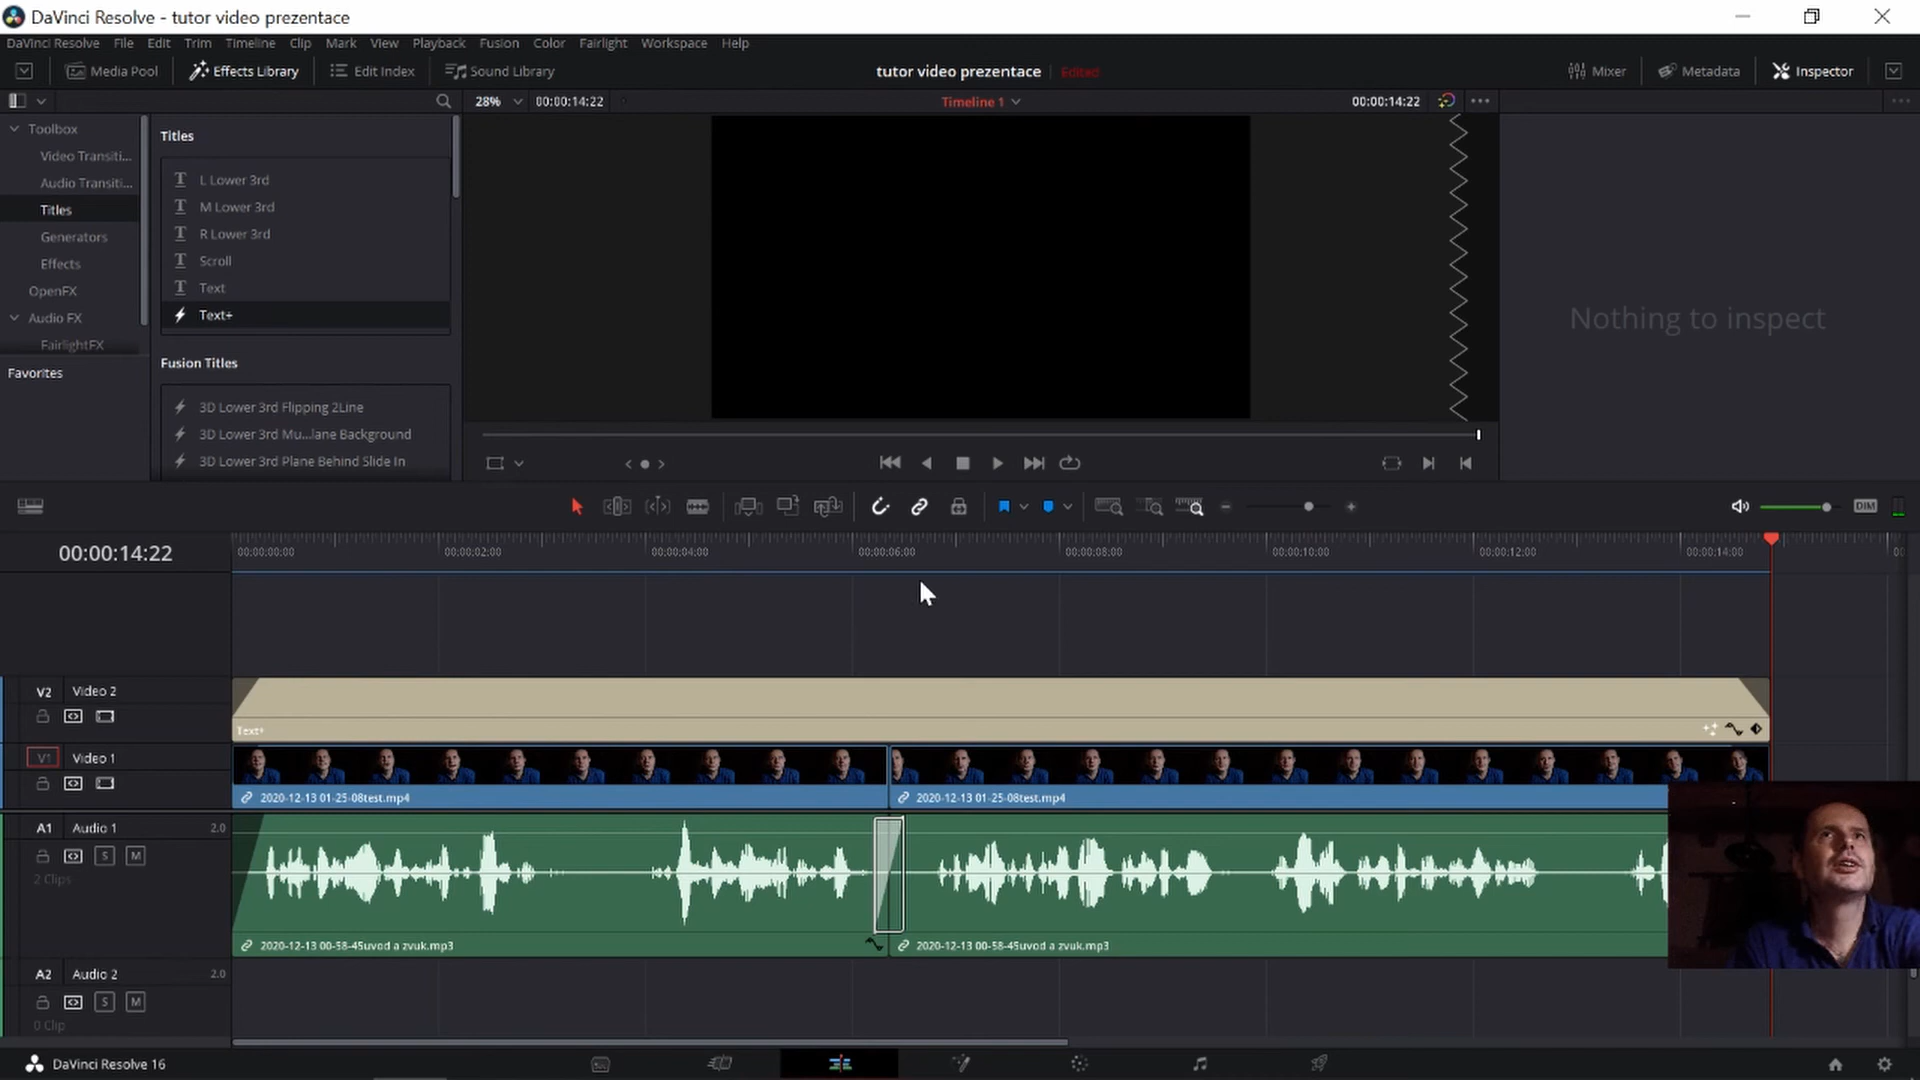 DaVinci Resolve - tutor video prezentace
DaVinci Resolve File Edit Trim Timeline Clip Mark View Playback Fusion Color Fairlight Workspace Help
Media Pool Effects Library Edit Index Sound Library tutor video prezentace Edited Mixer Metadata Inspector
28% 00:00:14:22 Timeline 1 00:00:14:22
Toolbox
Video Transiti...
Audio Transiti...
Titles
Generators
Effects
OpenFX
Audio FX
FairlightFX
Favorites
Titles
L Lower 3rd
M Lower 3rd
R Lower 3rd
Scroll
Text
Text+
Fusion Titles
3D Lower 3rd Flipping 2Line
3D Lower 3rd Mu...lane Background
3D Lower 3rd Plane Behind Slide In
Nothing to inspect
DIM
00:00:14:22
00:00:00:00 00:00:02:00 00:00:04:00 00:00:06:00 00:00:08:00 00:00:10:00 00:00:12:00 00:00:14:00 00
V2 Video 2
Text+
V1 Video 1
2020-12-13 01-25-08test.mp4 2020-12-13 01-25-08test.mp4
A1 Audio 1 2.0
S M
2 Clips
2020-12-13 00-58-45uvod a zvuk.mp3 2020-12-13 00-58-45uvod a zvuk.mp3
A2 Audio 2 2.0
S M
0 Clip
DaVinci Resolve 16